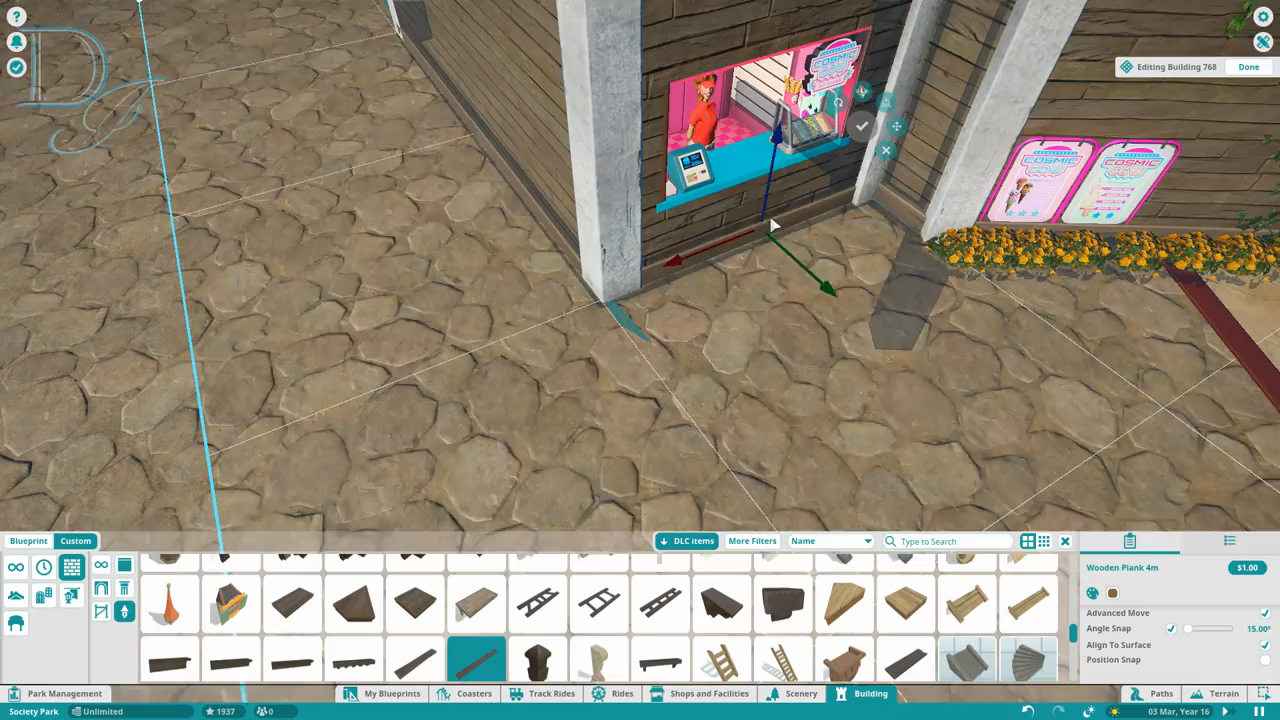 D
Editing Building 768
Done
COSMIC
COW
COSMIC
COW
COSMIC
COW
Blueprint
Custom
DLC items
More Filters
Name
Type to Search
Wooden Plank 4m
$1.00
Advanced Move
Angle Snap
15.00°
Align To Surface
Position Snap
Park Management
My Blueprints
Coasters
Track Rides
Rides
Shops and Facilities
Scenery
Building
Paths
Terrain
Society Park
Unlimited
1937
0
03 Mar, Year 16